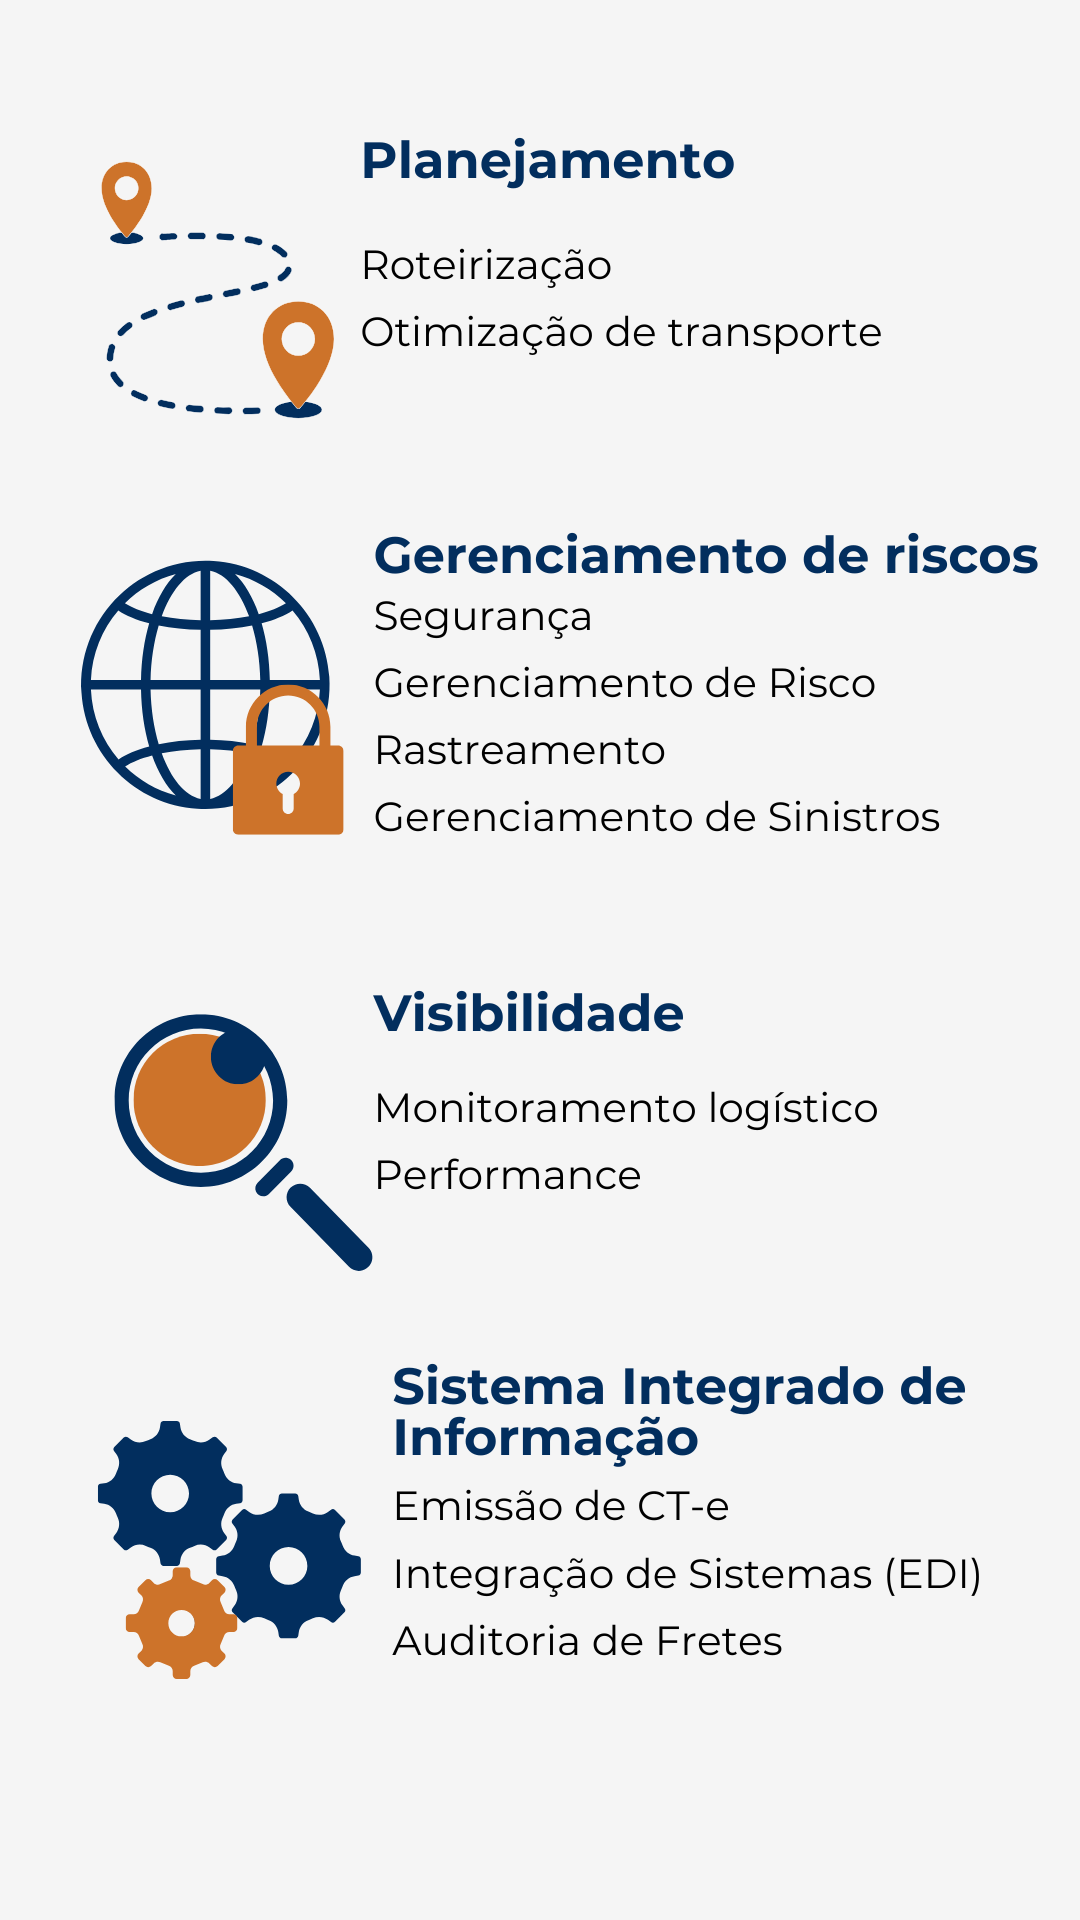 Planejamento
Roteirização
Otimização de transporte
Gerenciamento de riscos
Segurança
Gerenciamento de Risco
Rastreamento
Gerenciamento de Sinistros
Visibilidade
Monitoramento logístico
Performance
Sistema Integrado de
Informação
Emissão de CT-e
Integração de Sistemas (EDI)
Auditoria de Fretes